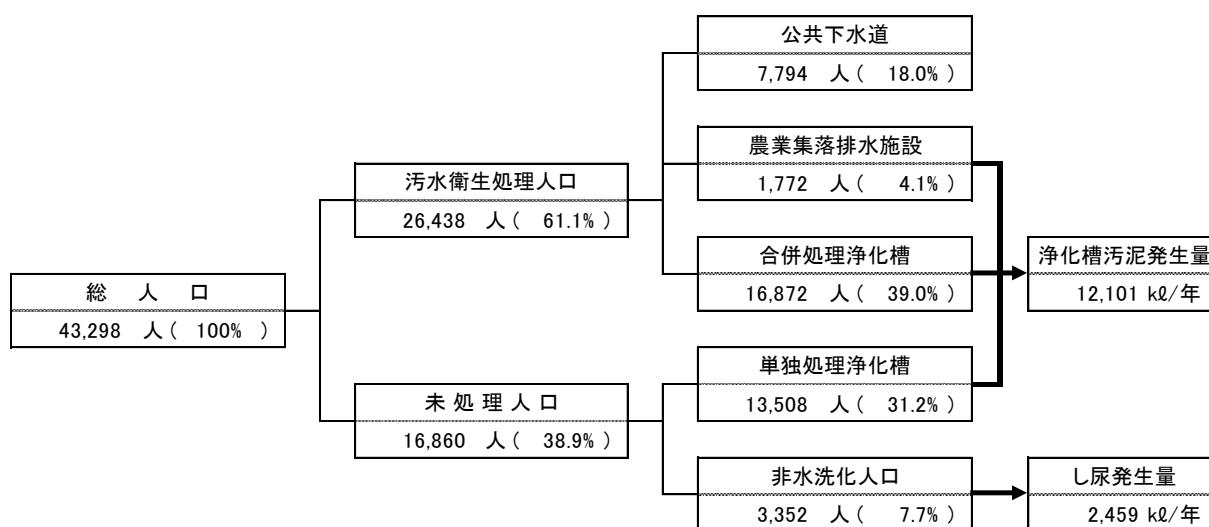 公共下水道
7,794 人( 18.0% )
農業集落排水施設
1,772 人( 4.1% )
汚水衛生処理人口
26,438 人( 61.1% )
合併処理浄化槽
16,872 人( 39.0% )
浄化槽汚泥発生量
12,101 kℓ/年
総 人 口
43,298 人( 100% )
単独処理浄化槽
13,508 人( 31.2% )
未 処 理 人 口
16,860 人( 38.9% )
非水洗化人口
3,352 人( 7.7% )
し尿発生量
2,459 kℓ/年